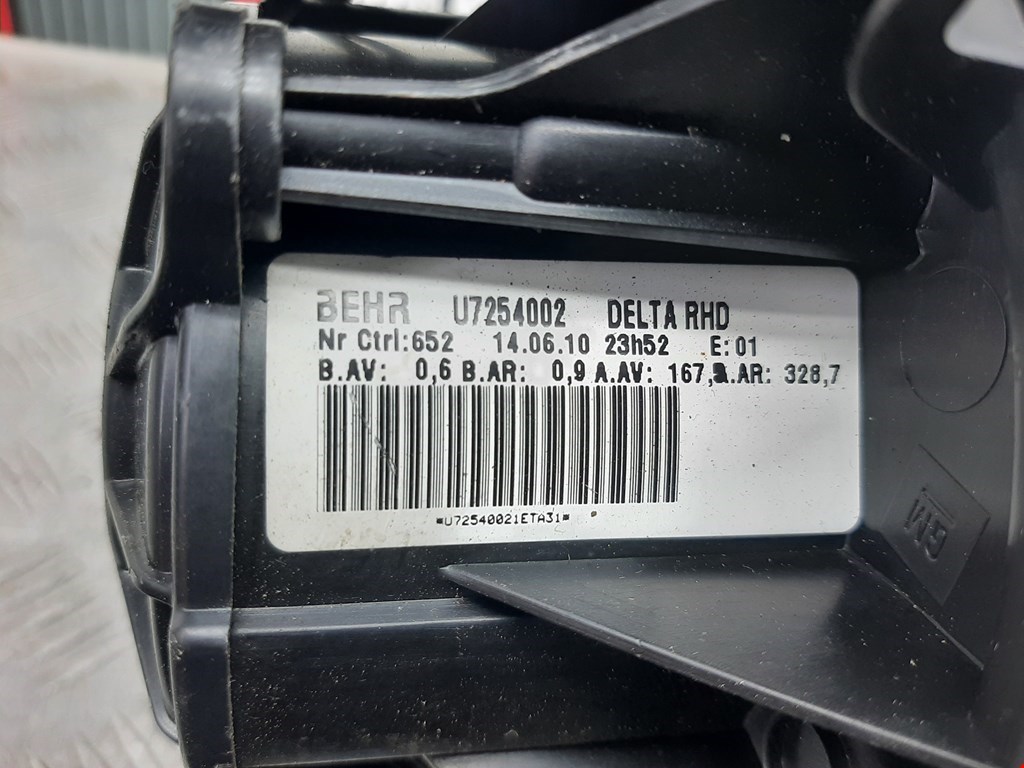 BEHR U7254002 DELTA RHD
Nr Ctrl:652 14.06.10 23h52 E:01
B.AV: 0,6 B.AR: 0,9 A.AV: 167, .AR: 328,7
*U72540021ETA31*
GM